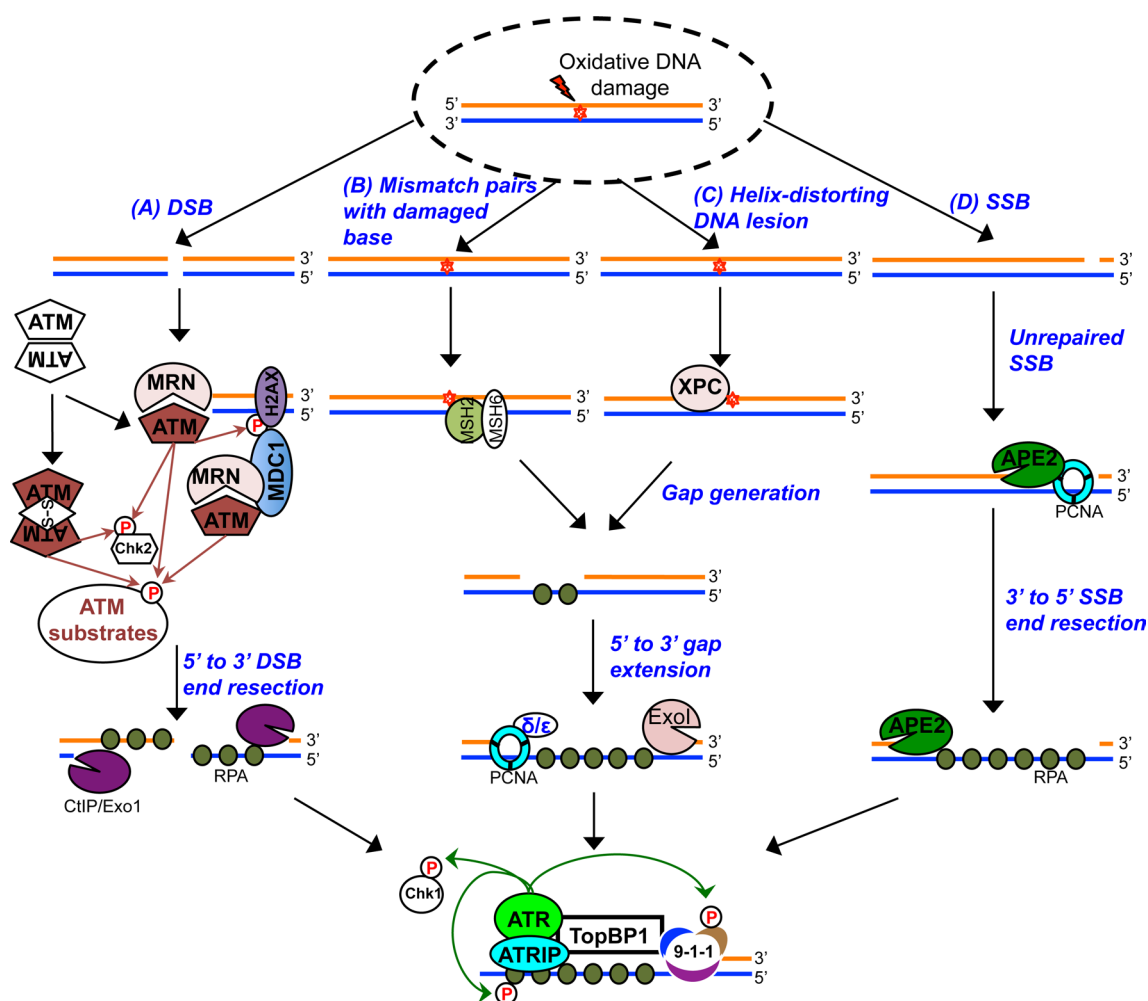 Oxidative DNA
damage
5’ 3’
3’ 5’
(A) DSB
(B) Mismatch pairs
with damaged
base
(C) Helix-distorting
DNA lesion
(D) SSB
3’
5’
3’
5’
3’
5’
3’
5’
ATM
ATM
MRN
ATM
H2AX
P
3’
5’
MDC1
MRN
ATM
ATM
S-S
ATM
P
Chk2
P
ATM
substrates
MSH2
MSH6
3’
5’
XPC
3’
5’
Unrepaired
SSB
APE2
PCNA
3’
5’
Gap generation
3’
5’
5’ to 3’ DSB
end resection
5’ to 3’ gap
extension
3’ to 5’ SSB
end resection
CtIP/Exo1
RPA
3’
5’
δ/ε
PCNA
ExoI
3’
5’
APE2
RPA
3’
5’
P
Chk1
ATR
ATRIP
TopBP1
P
9-1-1
P
3’
5’